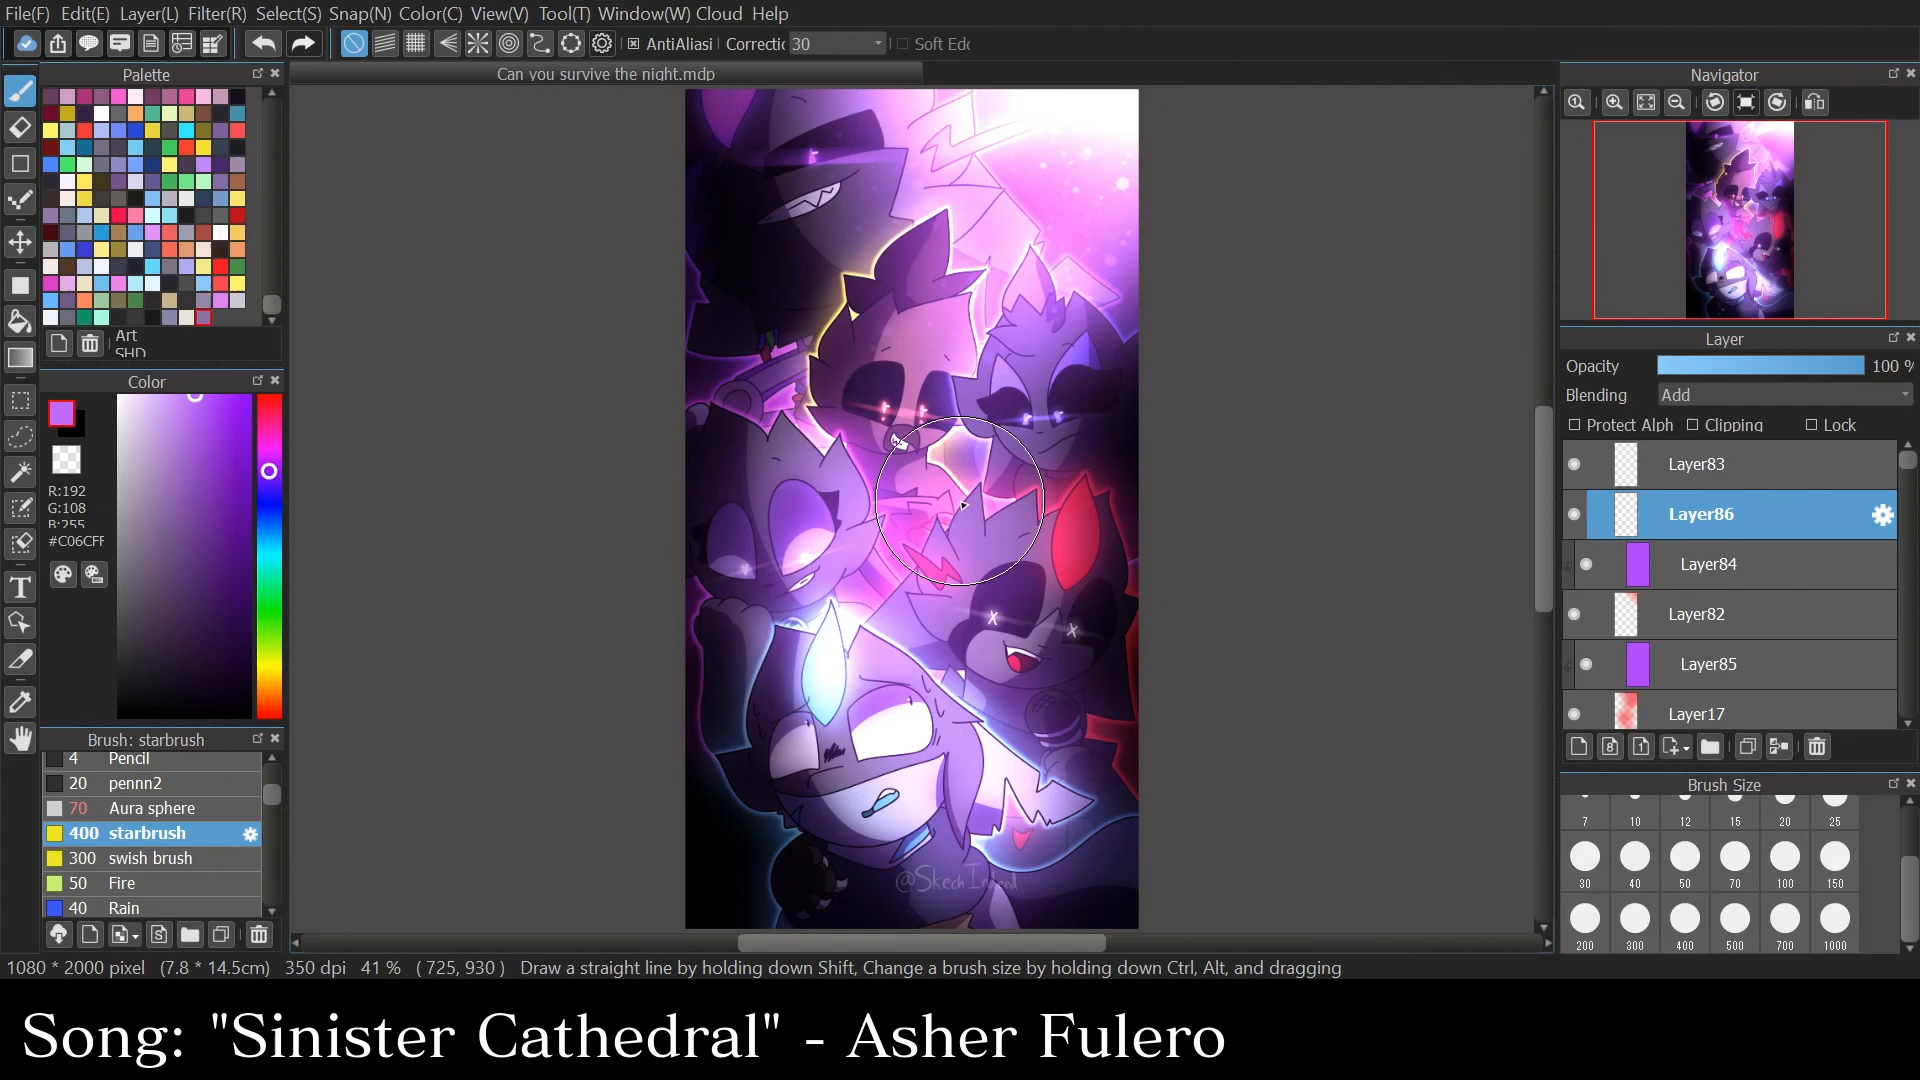 File(F) Edit(E) Layer(L) Filter(R) Select(S) Snap(N) Color(C) View(V) Tool(T) Window(W) Cloud Help
AntiAliasi Correctic 30 Soft Edc
Palette
Can you survive the night.mdp
Navigator
Art
SHD
Color
R:192
G:108
B:255
#C06CFF
Layer
Opacity 100 %
Blending Add
Protect Alph Clipping Lock
Layer83
Layer86
Layer84
Layer82
Layer85
Layer17
Brush: starbrush
4 Pencil
20 pennn2
70 Aura sphere
400 starbrush
300 swish brush
50 Fire
40 Rain
Brush Size
7 10 12 15 20 25
30 40 50 70 100 150
200 300 400 500 700 1000
@SkechIndeed
1080 * 2000 pixel (7.8 * 14.5cm) 350 dpi 41 % ( 725, 930 ) Draw a straight line by holding down Shift, Change a brush size by holding down Ctrl, Alt, and dragging
Song: "Sinister Cathedral" - Asher Fulero